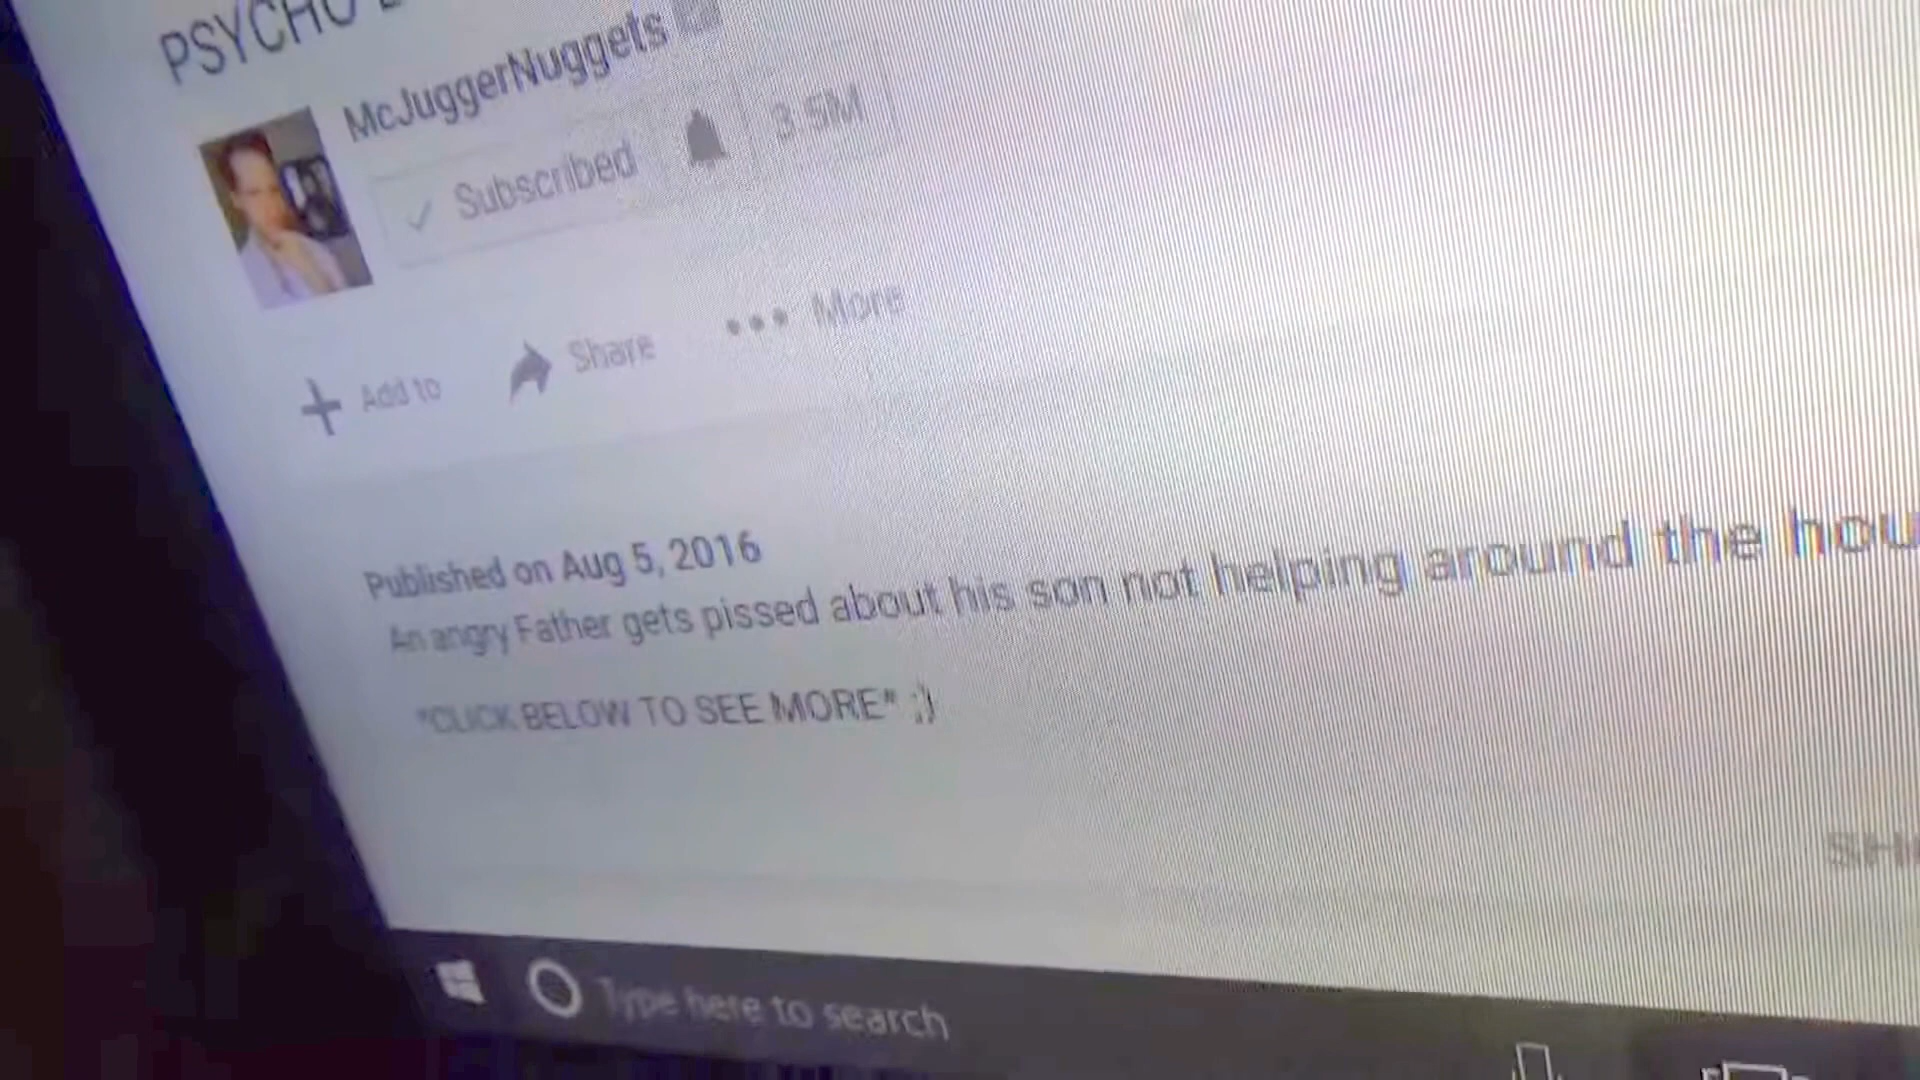 PSYCHO
McJuggerNuggets
Subscribed 3.5M
Add to Share More
Published on Aug 5, 2016
An angry Father gets pissed about his son not helping around the hou
*CLICK BELOW TO SEE MORE* ;)
SH
Type here to search